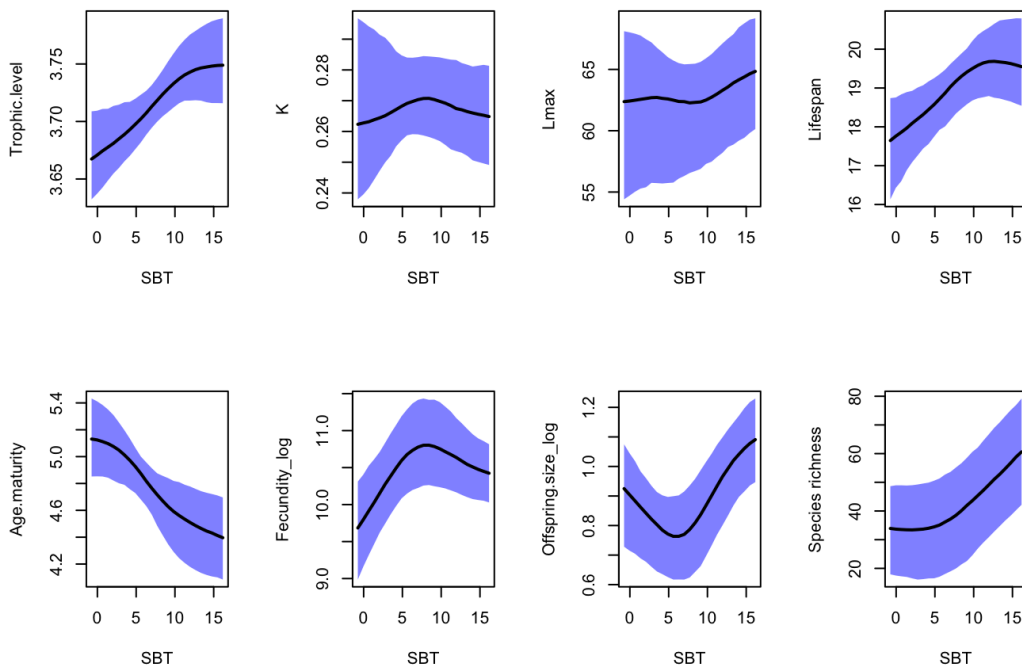 Trophic.level
3.65 3.70 3.75
0 5 10 15
SBT
K
0.24 0.26 0.28
0 5 10 15
SBT
Lmax
55 60 65
0 5 10 15
SBT
Lifespan
16 17 18 19 20
0 5 10 15
SBT
Age.maturity
4.2 4.6 5.0 5.4
0 5 10 15
SBT
Fecundity_log
9.0 10.0 11.0
0 5 10 15
SBT
Offspring.size_log
0.6 0.8 1.0 1.2
0 5 10 15
SBT
Species richness
20 40 60 80
0 5 10 15
SBT